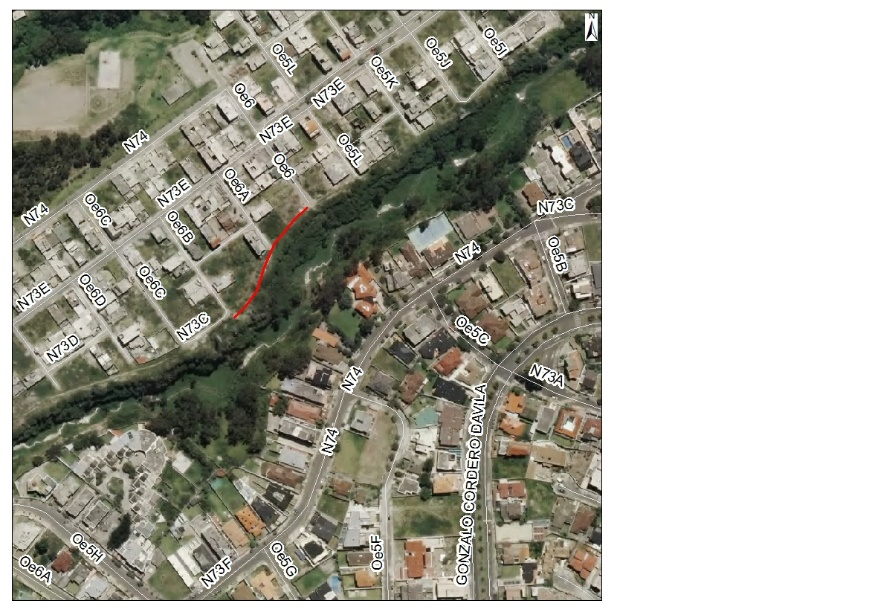 N
Oe5I
Oe5J
Oe5L
Oe5K
Oe6
N73E
N73E
N74
Oe5L
Oe6
Oe6A
N73E
N74
Oe6C
Oe6B
N73C
N74
Oe5B
Oe6C
Oe6D
N73E
N73C
Oe5C
N73D
N74
N73A
GONZALO CORDERO DAVILA
N74
Oe5H
Oe5F
Oe5G
Oe6A
N73F